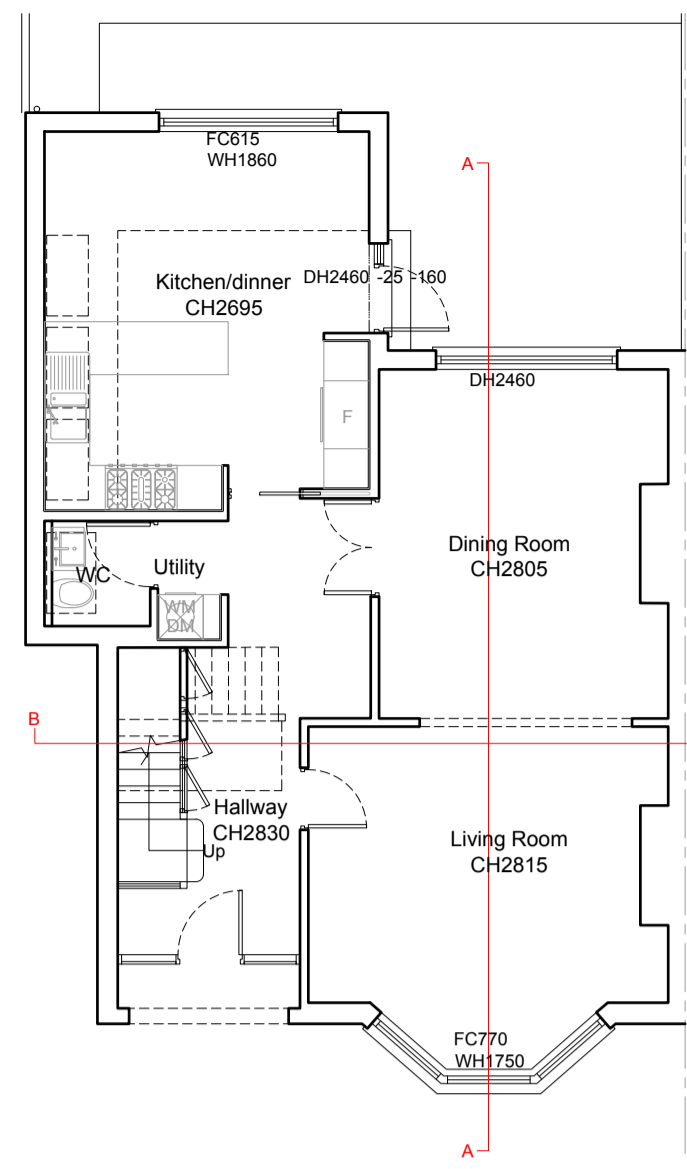 FC615
WH1860
A
Kitchen/dinner
CH2695
DH2460 -25 -160
DH2460
F
Dining Room
CH2805
WC
Utility
WM
DM
B
Hallway
CH2830
Up
Living Room
CH2815
FC770
WH1750
A